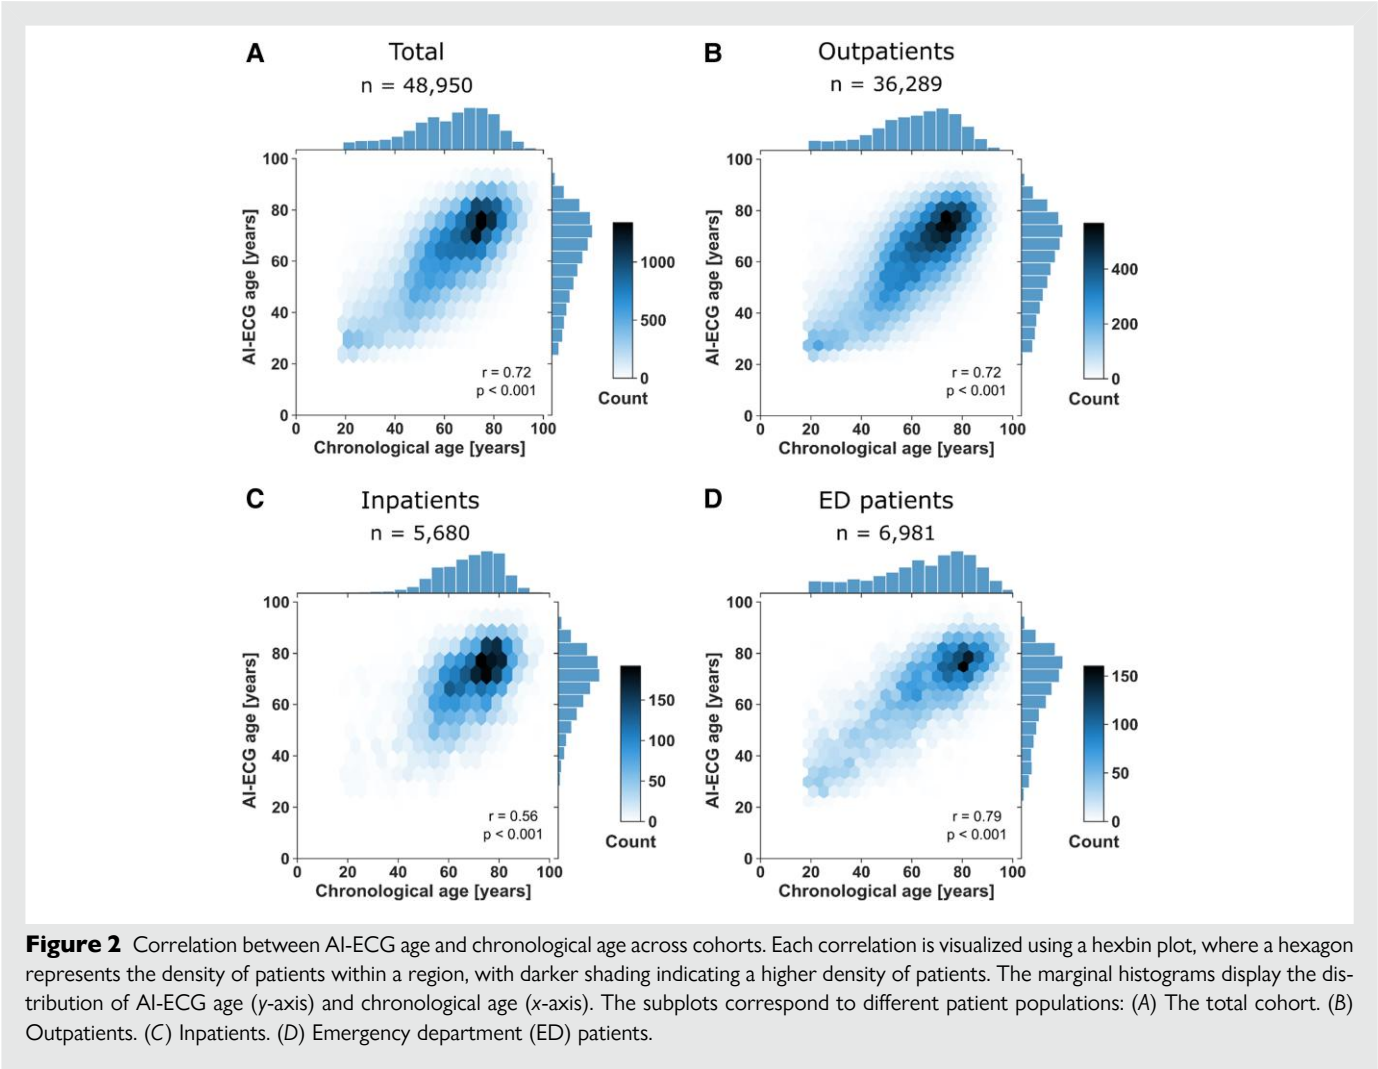 A
Total
n = 48,950
100
80
60
40
20
0
AI-ECG age [years]
0 20 40 60 80 100
Chronological age [years]
r = 0.72
p < 0.001
1000
500
0
Count
B
Outpatients
n = 36,289
100
80
60
40
20
0
AI-ECG age [years]
0 20 40 60 80 100
Chronological age [years]
r = 0.72
p < 0.001
400
200
0
Count
C
Inpatients
n = 5,680
100
80
60
40
20
0
AI-ECG age [years]
0 20 40 60 80 100
Chronological age [years]
r = 0.56
p < 0.001
150
100
50
0
Count
D
ED patients
n = 6,981
100
80
60
40
20
0
AI-ECG age [years]
0 20 40 60 80 100
Chronological age [years]
r = 0.79
p < 0.001
150
100
50
0
Count
Figure 2 Correlation between AI-ECG age and chronological age across cohorts. Each correlation is visualized using a hexbin plot, where a hexagon
represents the density of patients within a region, with darker shading indicating a higher density of patients. The marginal histograms display the dis-
tribution of AI-ECG age (y-axis) and chronological age (x-axis). The subplots correspond to different patient populations: (A) The total cohort. (B)
Outpatients. (C) Inpatients. (D) Emergency department (ED) patients.